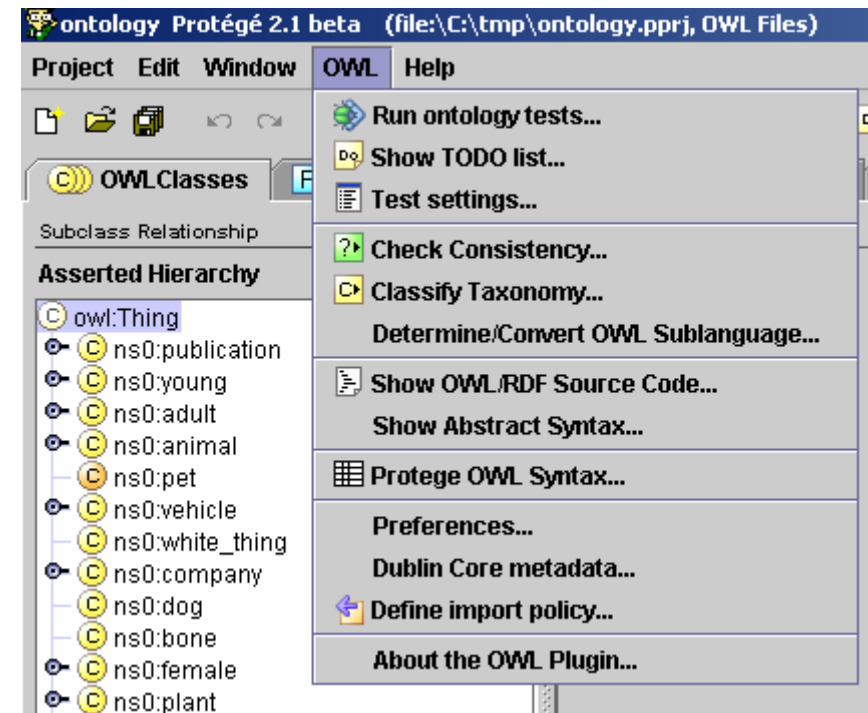 ontology Protégé 2.1 beta (file:\C:\tmp\ontology.pprj, OWL Files)
Project Edit Window OWL Help
OWLClasses
Subclass Relationship
Asserted Hierarchy
owl:Thing
ns0:publication
ns0:young
ns0:adult
ns0:animal
ns0:pet
ns0:vehicle
ns0:white_thing
ns0:company
ns0:dog
ns0:bone
ns0:female
ns0:plant
Run ontology tests...
Show TODO list...
Test settings...
Check Consistency...
Classify Taxonomy...
Determine/Convert OWL Sublanguage...
Show OWL/RDF Source Code...
Show Abstract Syntax...
Protege OWL Syntax...
Preferences...
Dublin Core metadata...
Define import policy...
About the OWL Plugin...